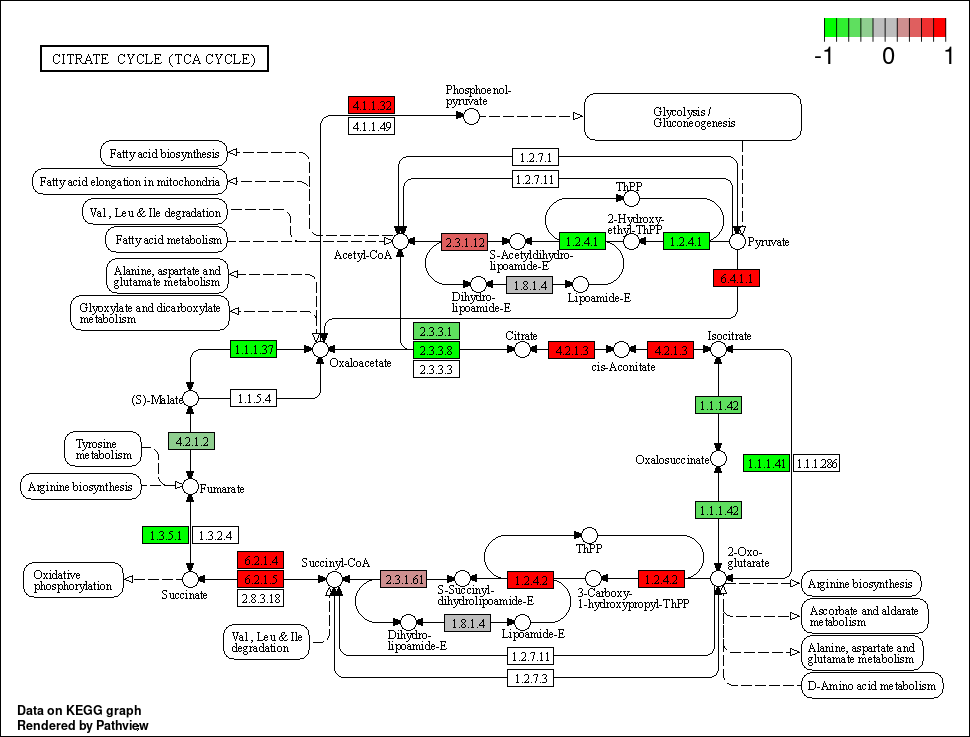 CITRATE CYCLE (TCA CYCLE)
-1 0 1
Phosphoenol-
pyruvate
4.1.1.32
4.1.1.49
Glycolysis /
Gluconeogenesis
Fatty acid biosynthesis
Fatty acid elongation in mitochondria
Val, Leu & Ile degradation
Fatty acid metabolism
Alanine, aspartate and
glutamate metabolism
Glyoxylate and dicarboxylate
metabolism
1.2.7.1
1.2.7.11
ThPP
2-Hydroxy-
ethyl-ThPP
Acetyl-CoA
2.3.1.12
1.2.4.1
1.2.4.1
Pyruvate
S-Acetyldihydro-
lipoamide-E
1.8.1.4
Dihydro-
lipoamide-E
Lipoamide-E
6.4.1.1
2.3.3.1
2.3.3.8
2.3.3.3
Citrate
4.2.1.3
4.2.1.3
cis-Aconitate
Isocitrate
1.1.1.37
Oxaloacetate
(S)-Malate
1.1.5.4
1.1.1.42
4.2.1.2
Tyrosine
metabolism
Arginine biosynthesis
Fumarate
Oxalosuccinate
1.1.1.41
1.1.1.286
1.1.1.42
1.3.5.1
1.3.2.4
ThPP
2-Oxo-
glutarate
Oxidative
phosphorylation
Succinate
6.2.1.4
6.2.1.5
2.8.3.18
Succinyl-CoA
2.3.1.61
1.2.4.2
1.2.4.2
S-Succinyl-
dihydrolipoamide-E
3-Carboxy-
1-hydroxypropyl-ThPP
1.8.1.4
Dihydro-
lipoamide-E
Lipoamide-E
Val, Leu & Ile
degradation
1.2.7.11
1.2.7.3
Arginine biosynthesis
Ascorbate and aldarate
metabolism
Alanine, aspartate and
glutamate metabolism
D-Amino acid metabolism
Data on KEGG graph
Rendered by Pathview